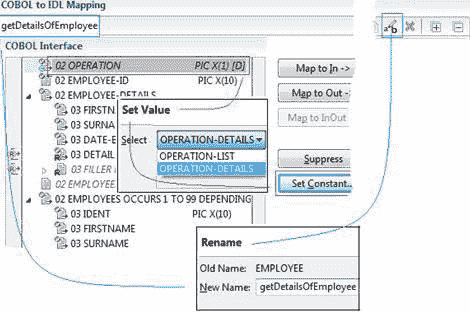 COBOL to IDL Mapping
getDetailsOfEmployee
COBOL Interface
02 OPERATION PIC X(1) [D]
02 EMPLOYEE-ID PIC X(10)
02 EMPLOYEE-DETAILS
03 FIRSTN
03 SURNA
03 DATE-E
03 DETAIL
03 FILLER
02 EMPLOYEE
02 EMPLOYEES OCCURS 1 TO 99 DEPENDING
03 IDENT PIC X(10)
03 FIRSTNAME
03 SURNAME
Set Value
Select OPERATION-DETAILS
OPERATION-LIST
OPERATION-DETAILS
Map to In ->
Map to Out -
Map to InOut
Suppress
Set Constant...
Rename
Old Name: EMPLOYEE
New Name: getDetailsOfEmployee